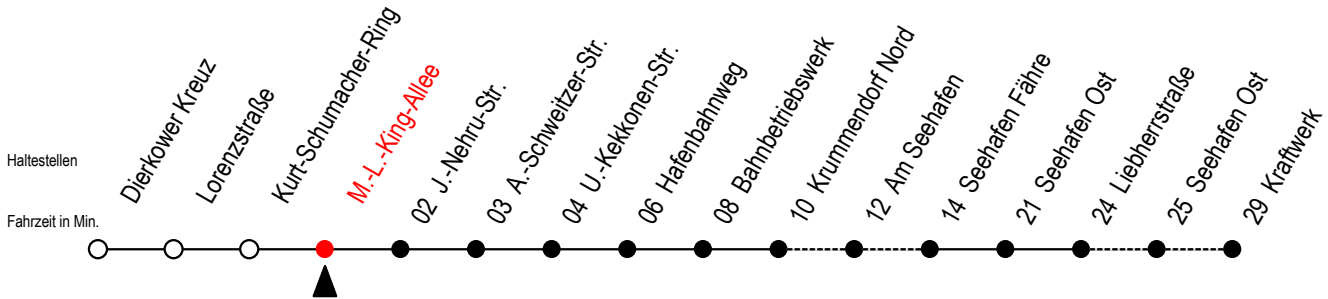 Haltestellen
Fahrzeit in Min.
Dierkower Kreuz
Lorenzstraße
Kurt-Schumacher-Ring
M.-L.-King-Allee
02 J.-Nehru-Str.
03 A.-Schweitzer-Str.
04 U.-Kekkonen-Str.
06 Hafenbahnweg
08 Bahnbetriebswerk
10 Krummendorf Nord
12 Am Seehafen
14 Seehafen Fähre
21 Seehafen Ost
24 Liebherrstraße
25 Seehafen Ost
29 Kraftwerk